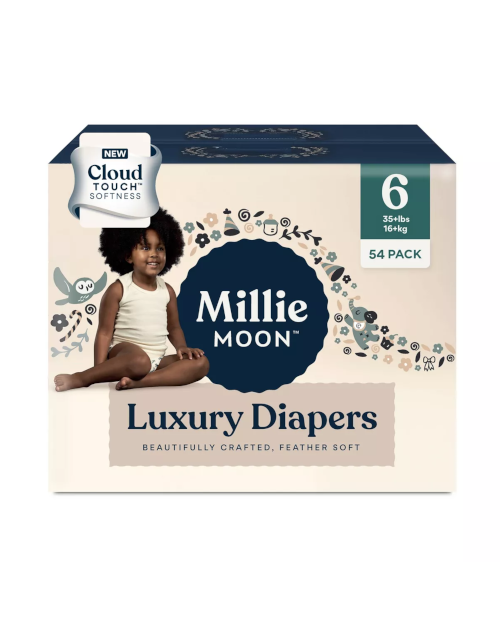 NEW
Cloud
TOUCH™
SOFTNESS
6
35+lbs
16+kg
54 PACK
Millie
MOON™
Luxury Diapers
BEAUTIFULLY CRAFTED, FEATHER SOFT